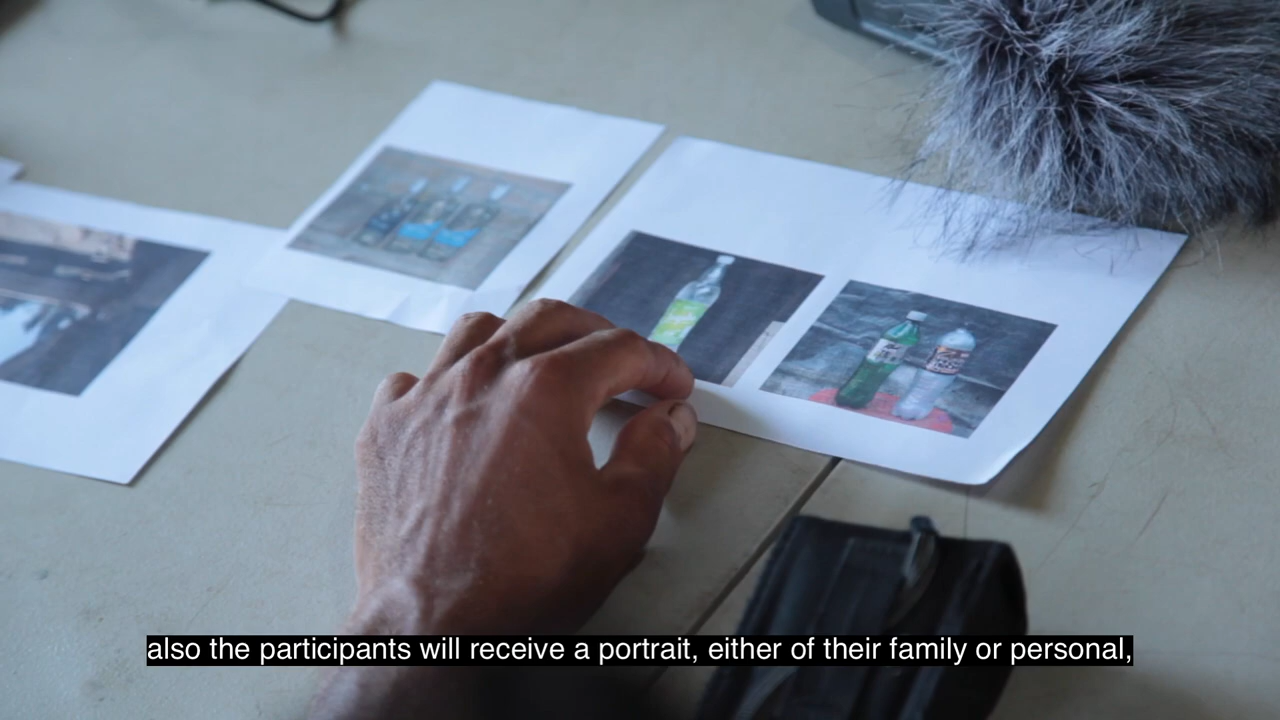 also the participants will receive a portrait, either of their family or personal,